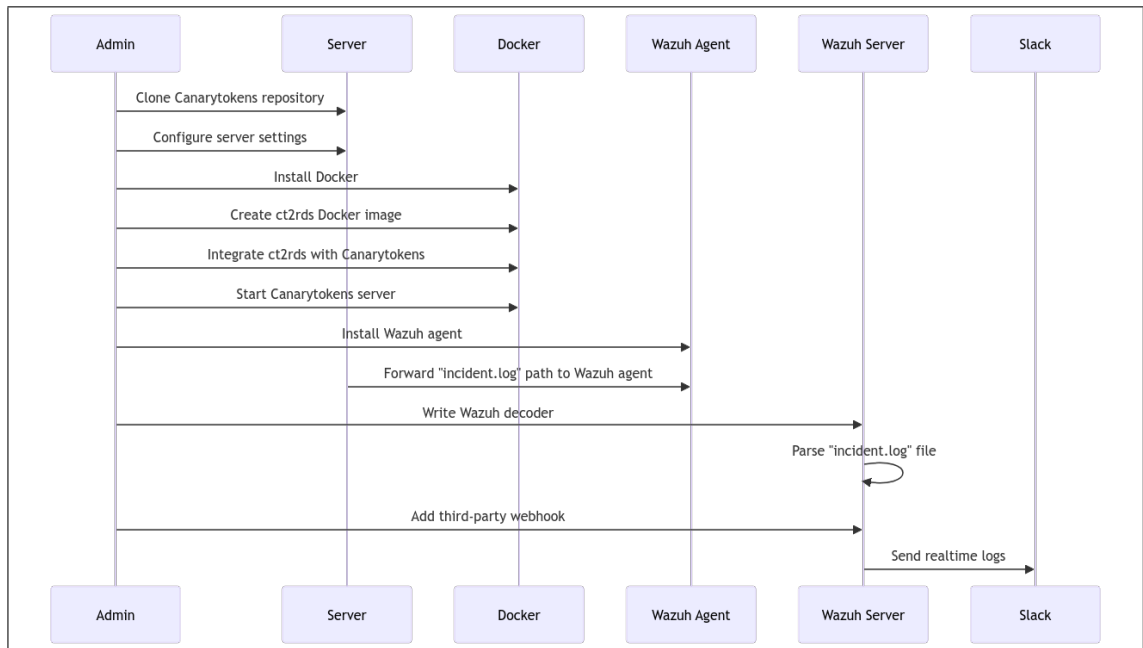 Admin
Server
Docker
Wazuh Agent
Wazuh Server
Slack
Clone Canarytokens repository
Configure server settings
Install Docker
Create ct2rds Docker image
Integrate ct2rds with Canarytokens
Start Canarytokens server
Install Wazuh agent
Forward "incident.log" path to Wazuh agent
Write Wazuh decoder
Parse "incident.log" file
Add third-party webhook
Send realtime logs
Admin
Server
Docker
Wazuh Agent
Wazuh Server
Slack